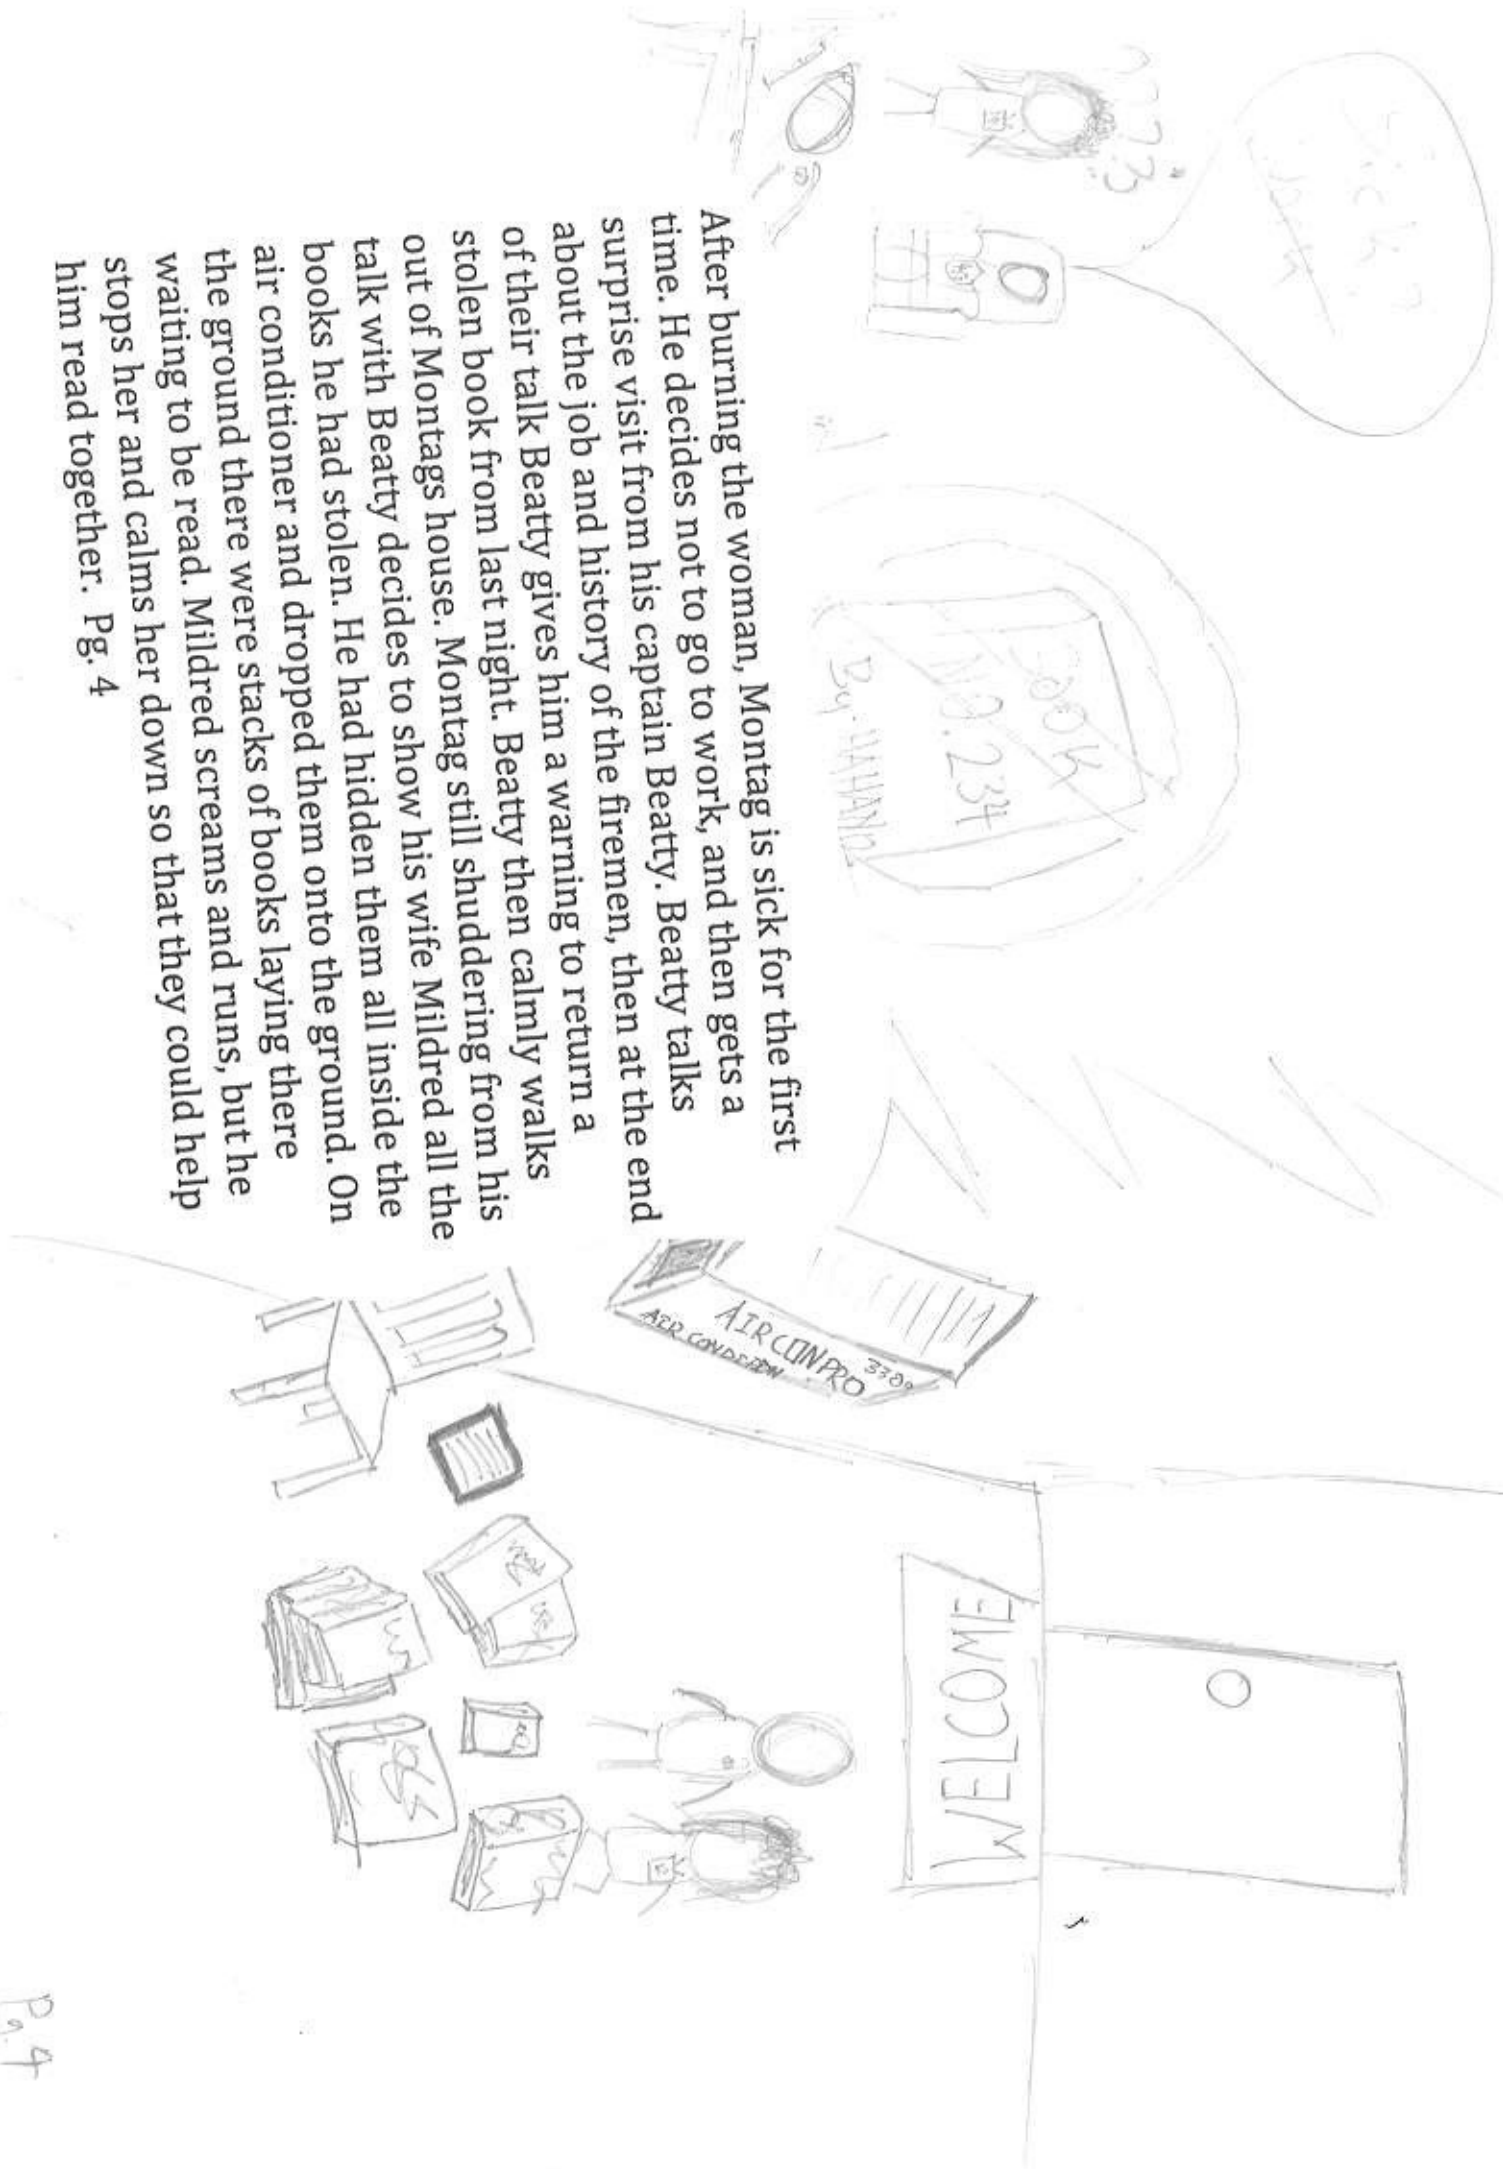 Sick?
BOOK
NO. 234
By:
After burning the woman, Montag is sick for the first
time. He decides not to go to work, and then gets a
surprise visit from his captain Beatty. Beatty talks
about the job and history of the firemen, then at the end
of their talk Beatty gives him a warning to return a
stolen book from last night. Beatty then calmly walks
out of Montags house. Montag still shuddering from his
talk with Beatty decides to show his wife Mildred all the
books he had stolen. He had hidden them all inside the
air conditioner and dropped them onto the ground. On
the ground there were stacks of books laying there
waiting to be read. Mildred screams and runs, but he
stops her and calms her down so that they could help
him read together. Pg. 4
AIRCONPRO
AIR CONDITION
WELCOME
Pg. 4